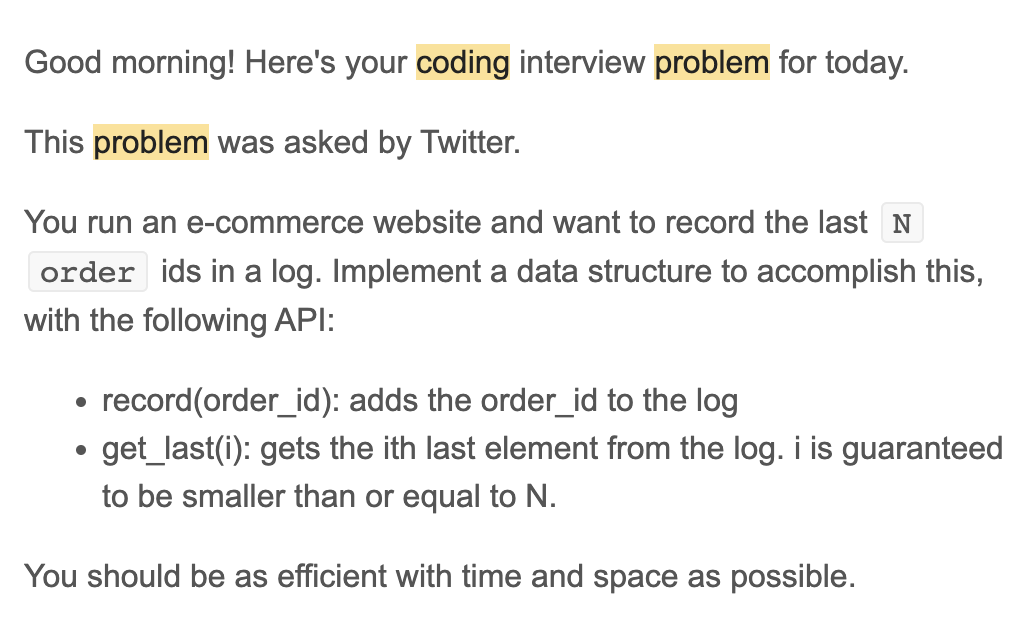 Good morning! Here's your coding interview problem for today.
This problem was asked by Twitter.
You run an e-commerce website and want to record the last N
order ids in a log. Implement a data structure to accomplish this,
with the following API:
• record(order_id): adds the order_id to the log
• get_last(i): gets the ith last element from the log. i is guaranteed
to be smaller than or equal to N.
You should be as efficient with time and space as possible.